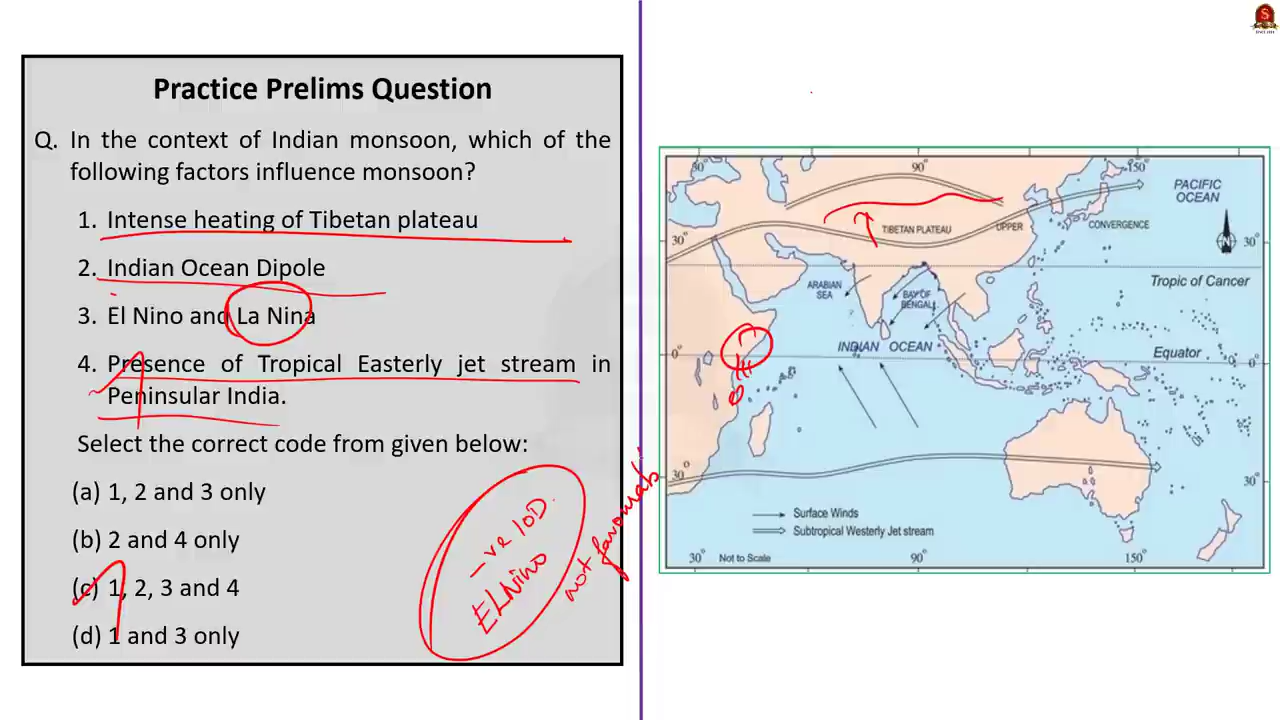 Practice Prelims Question
Q. In the context of Indian monsoon, which of the
following factors influence monsoon?
1. Intense heating of Tibetan plateau
2. Indian Ocean Dipole
3. El Nino and La Nina
4. Presence of Tropical Easterly jet stream in
Peninsular India.
Select the correct code from given below:
(a) 1, 2 and 3 only
(b) 2 and 4 only
(c) 1, 2, 3 and 4
(d) 1 and 3 only
-ve IOD
ELNino
not favourab
30°
90°
150°
PACIFIC
OCEAN
TIBETAN PLATEAU
UPPER
CONVERGENCE
30°
30°
ARABIAN
SEA
BAY OF
BENGAL
Tropic of Cancer
INDIAN OCEAN
0°
Equator
0°
30°
30°
Surface Winds
Subtropical Westerly Jet stream
30°
Not to Scale
90°
150°